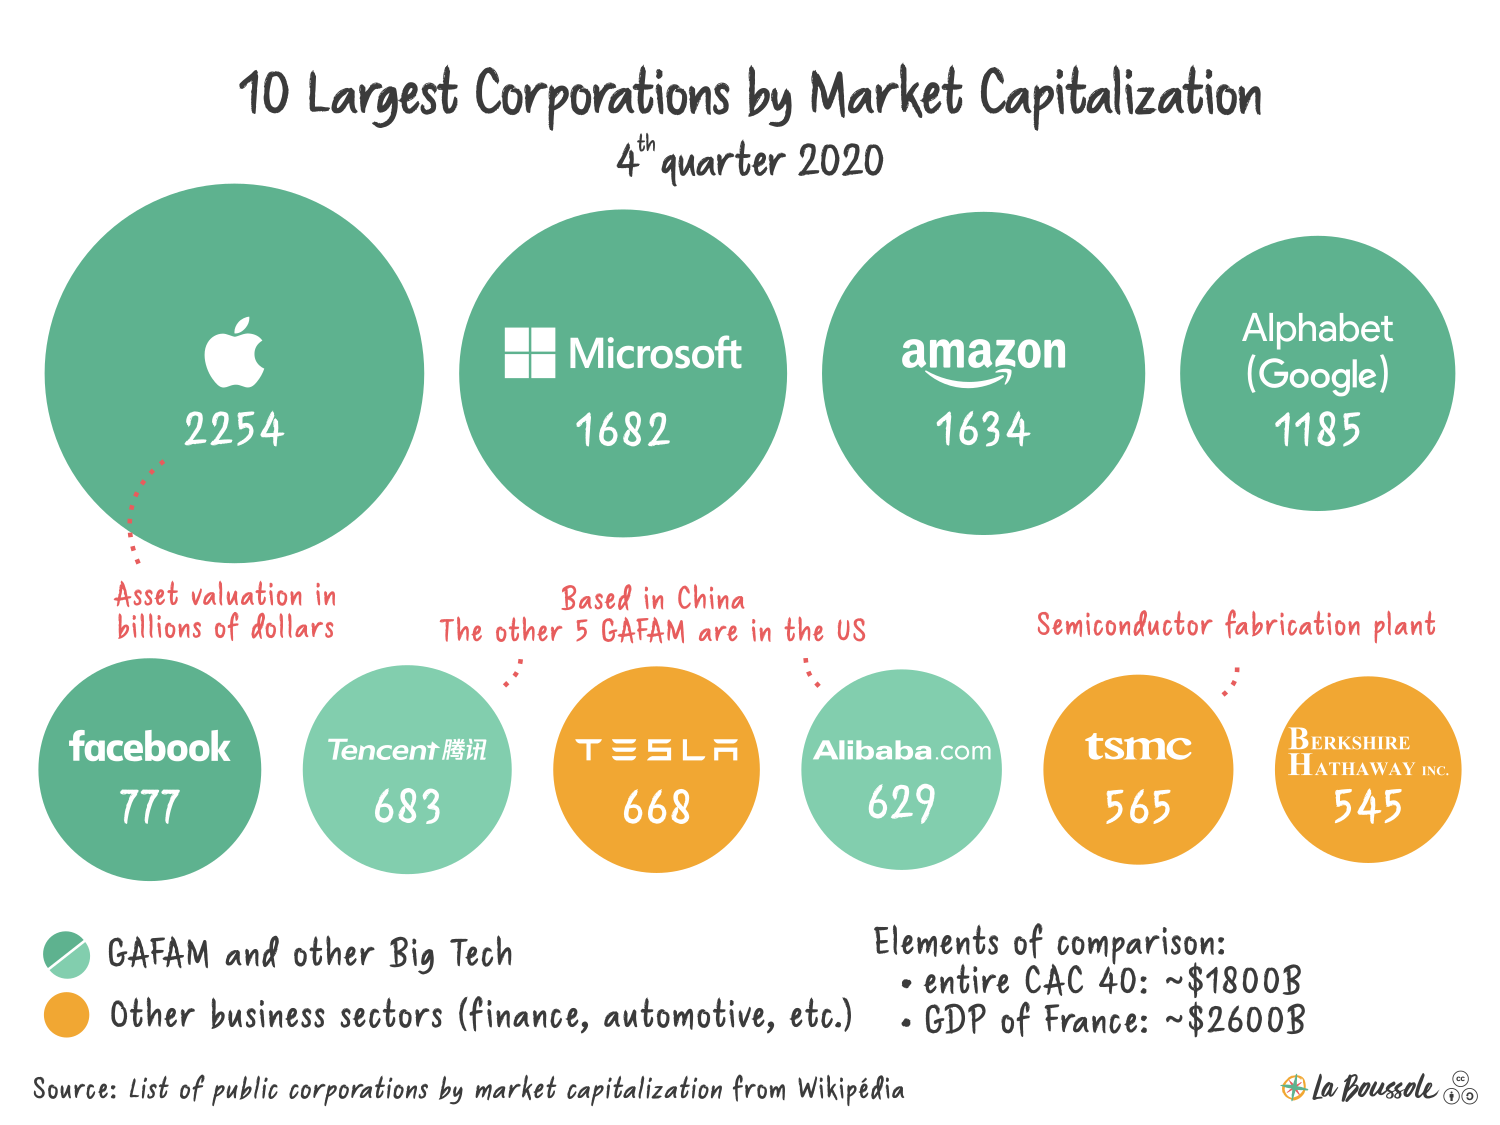 10 Largest Corporations by Market Capitalization
4th quarter 2020
2254
Microsoft
1682
amazon
1634
Alphabet
(Google)
1185
Asset valuation in
billions of dollars
Based in China
The other 5 GAFAM are in the US
Semiconductor fabrication plant
facebook
777
Tencent 腾讯
683
TESLA
668
Alibaba.com
629
tsmc
565
BERKSHIRE
HATHAWAY INC.
545
GAFAM and other Big Tech
Other business sectors (finance, automotive, etc.)
Elements of comparison:
• entire CAC 40: ~$1800B
• GDP of France: ~$2600B
Source: List of public corporations by market capitalization from Wikipédia
La Boussole
cc